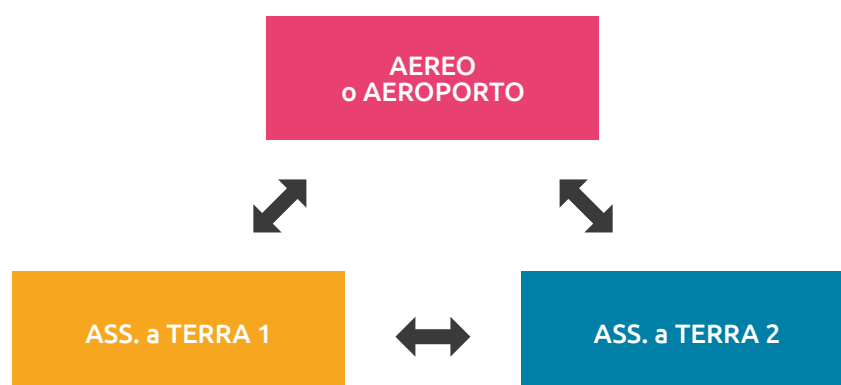 AEREO
o AEROPORTO
ASS. a TERRA 1
ASS. a TERRA 2